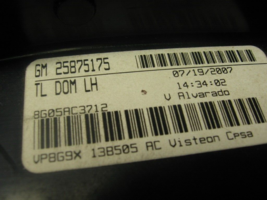 GM 25875175
TL DOM LH
8G05AC3712
07/19/2007
14:34:02
V Alvarado
VP8G9X 13B505 AC Visteon Cpsa